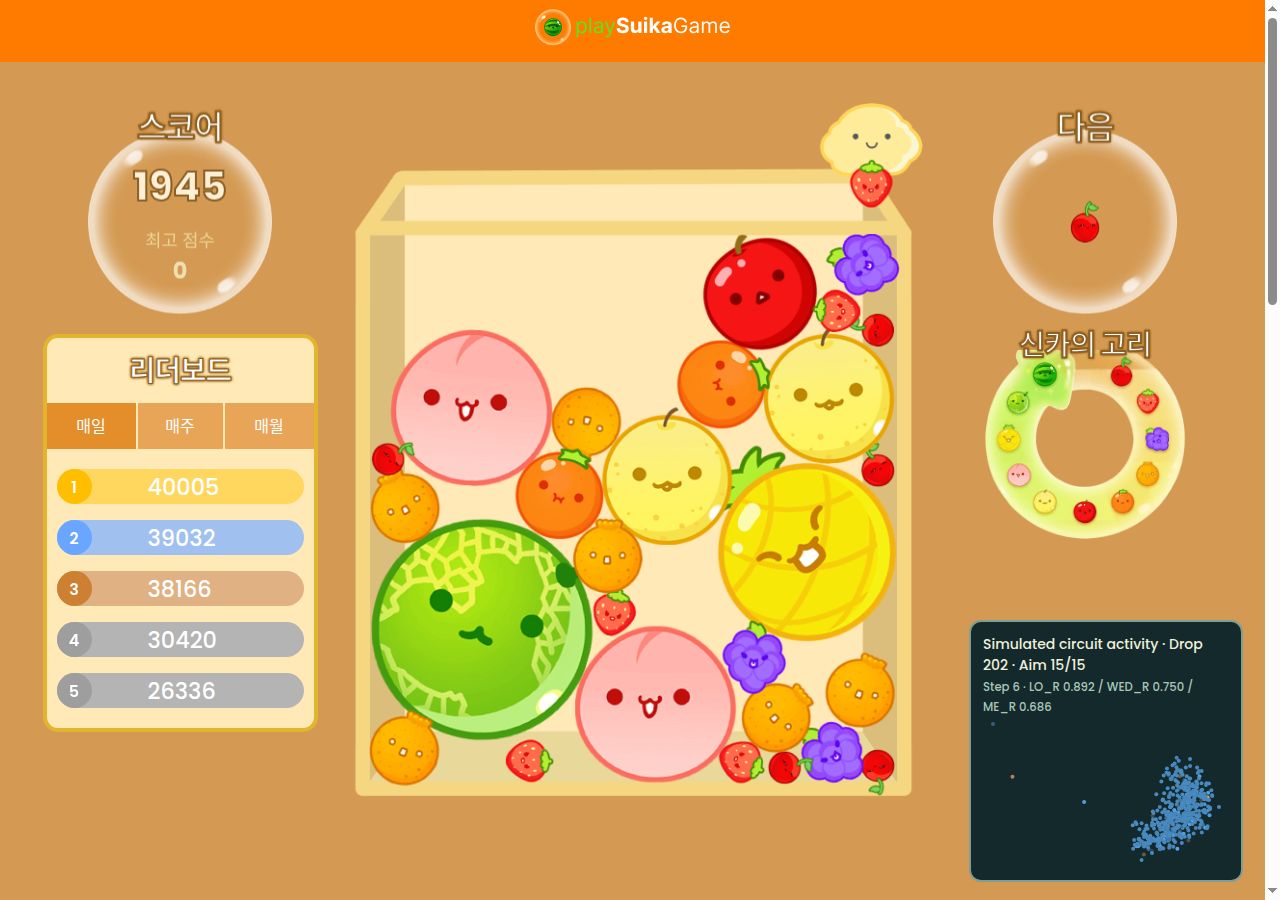 playSuikaGame
스코어
1945
최고 점수
0
다음
리더보드
매일
매주
매월
1 40005
2 39032
3 38166
4 30420
5 26336
신카의 고리
Simulated circuit activity · Drop
202 · Aim 15/15
Step 6 · LO_R 0.892 / WED_R 0.750 /
ME_R 0.686